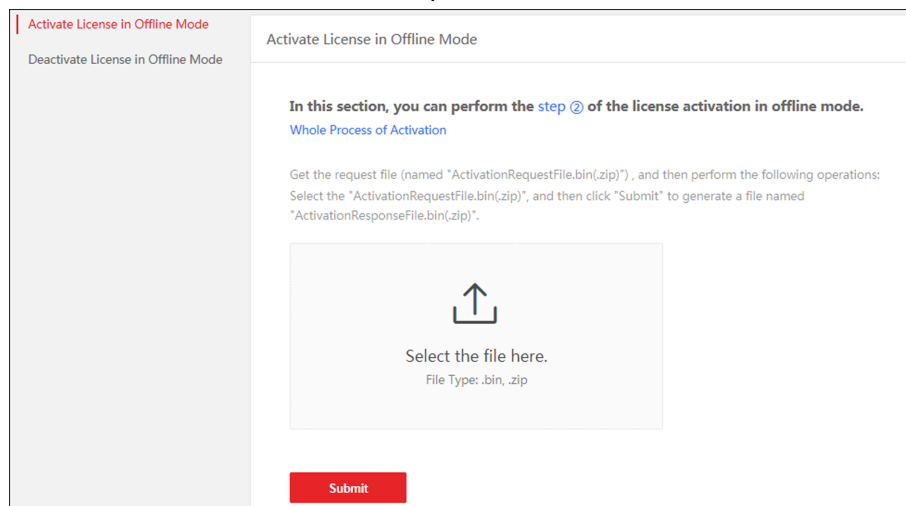 Activate License in Offline Mode
Deactivate License in Offline Mode
Activate License in Offline Mode
In this section, you can perform the step ② of the license activation in offline mode.
Whole Process of Activation
Get the request file (named "ActivationRequestFile.bin(.zip)") , and then perform the following operations:
Select the "ActivationRequestFile.bin(.zip)", and then click "Submit" to generate a file named
"ActivationResponseFile.bin(.zip)".
Select the file here.
File Type: .bin, .zip
Submit